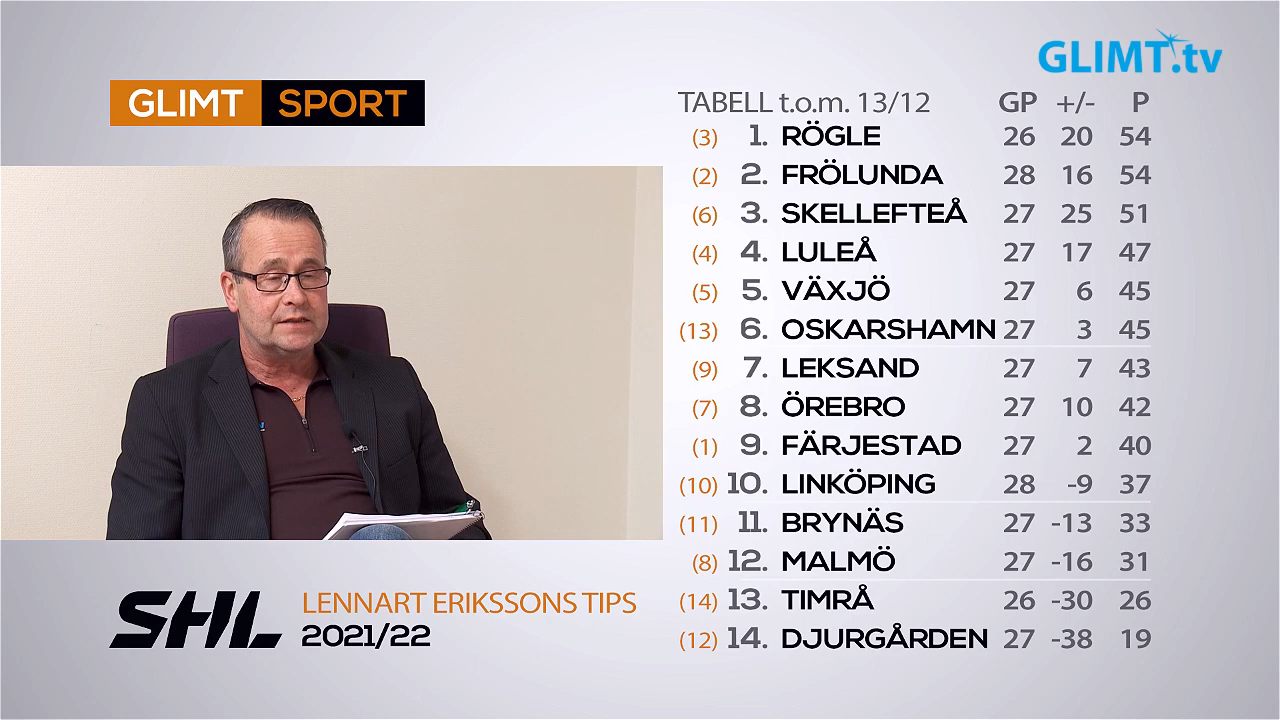 GLIMT.tv
GLIMT SPORT
TABELL t.o.m. 13/12 GP +/- P
(3) 1. RÖGLE 26 20 54
(2) 2. FRÖLUNDA 28 16 54
(6) 3. SKELLEFTEÅ 27 25 51
(4) 4. LULEÅ 27 17 47
(5) 5. VÄXJÖ 27 6 45
(13) 6. OSKARSHAMN 27 3 45
(9) 7. LEKSAND 27 7 43
(7) 8. ÖREBRO 27 10 42
(1) 9. FÄRJESTAD 27 2 40
(10) 10. LINKÖPING 28 -9 37
(11) 11. BRYNÄS 27 -13 33
(8) 12. MALMÖ 27 -16 31
(14) 13. TIMRÅ 26 -30 26
(12) 14. DJURGÅRDEN 27 -38 19
SHL LENNART ERIKSSONS TIPS
2021/22